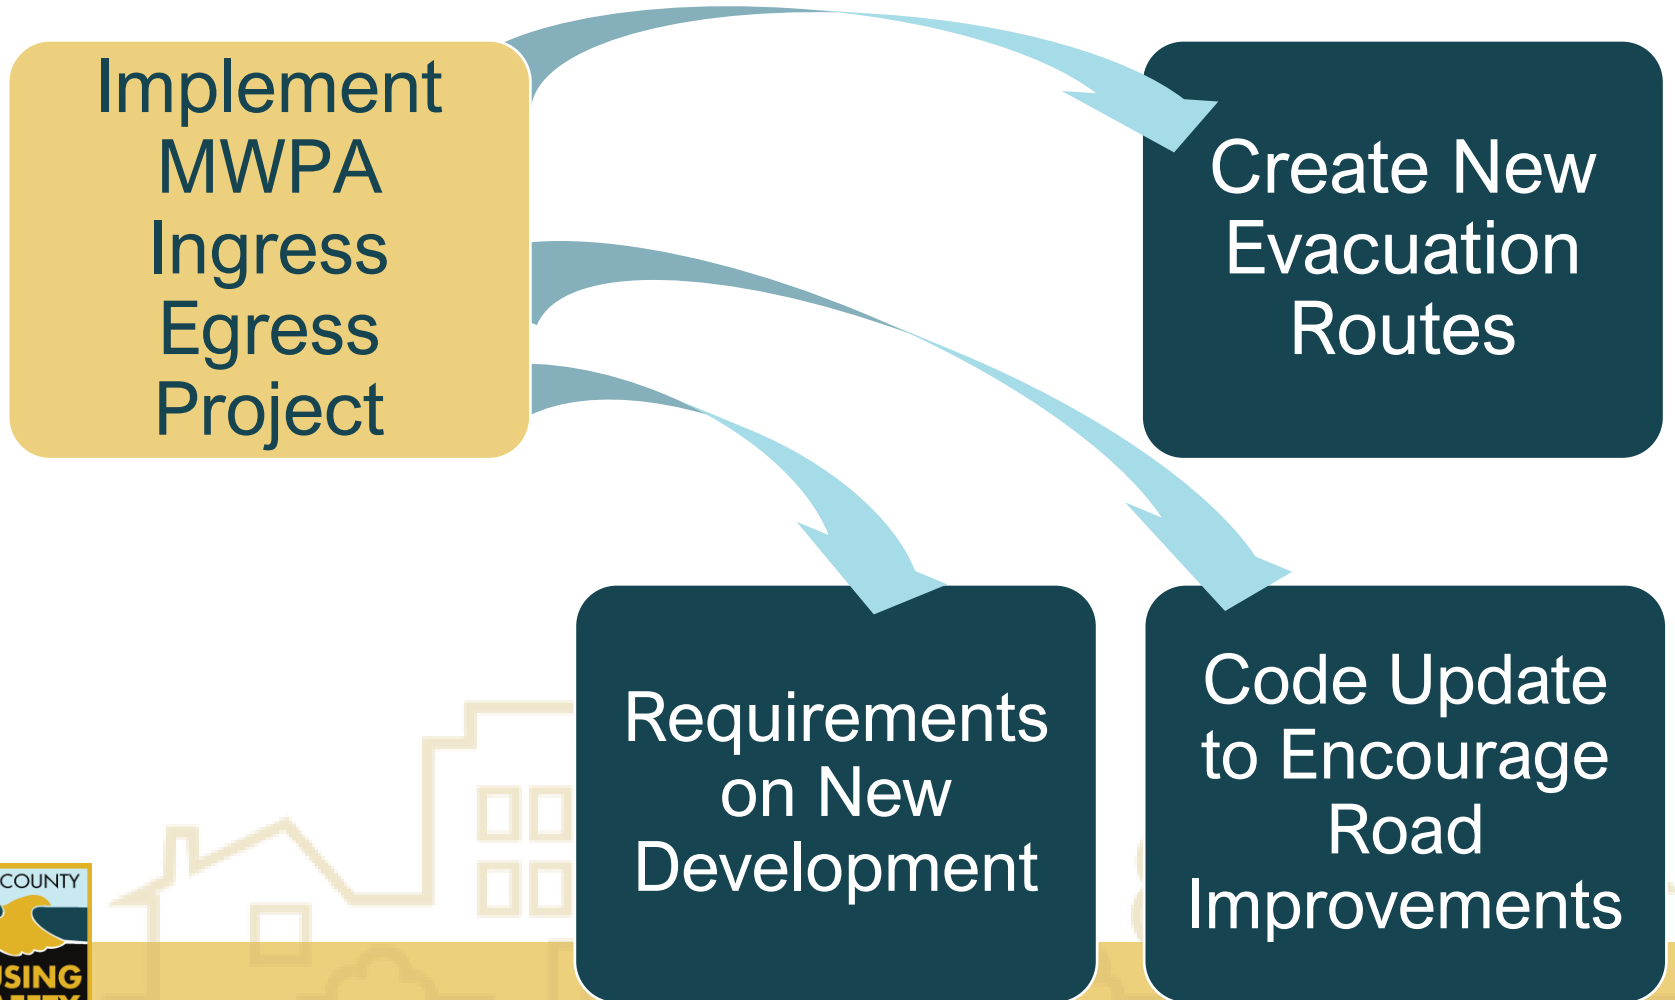 Implement
MWPA
Ingress
Egress
Project
Create New
Evacuation
Routes
Requirements
on New
Development
Code Update
to Encourage
Road
Improvements
COUNTY